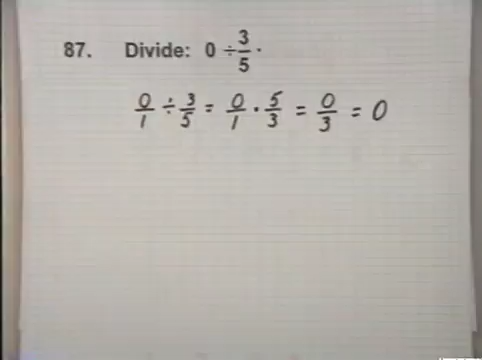 87. Divide: 0 ÷ 3/5 .
0/1 ÷ 3/5 = 0/1 · 5/3 = 0/3 = 0